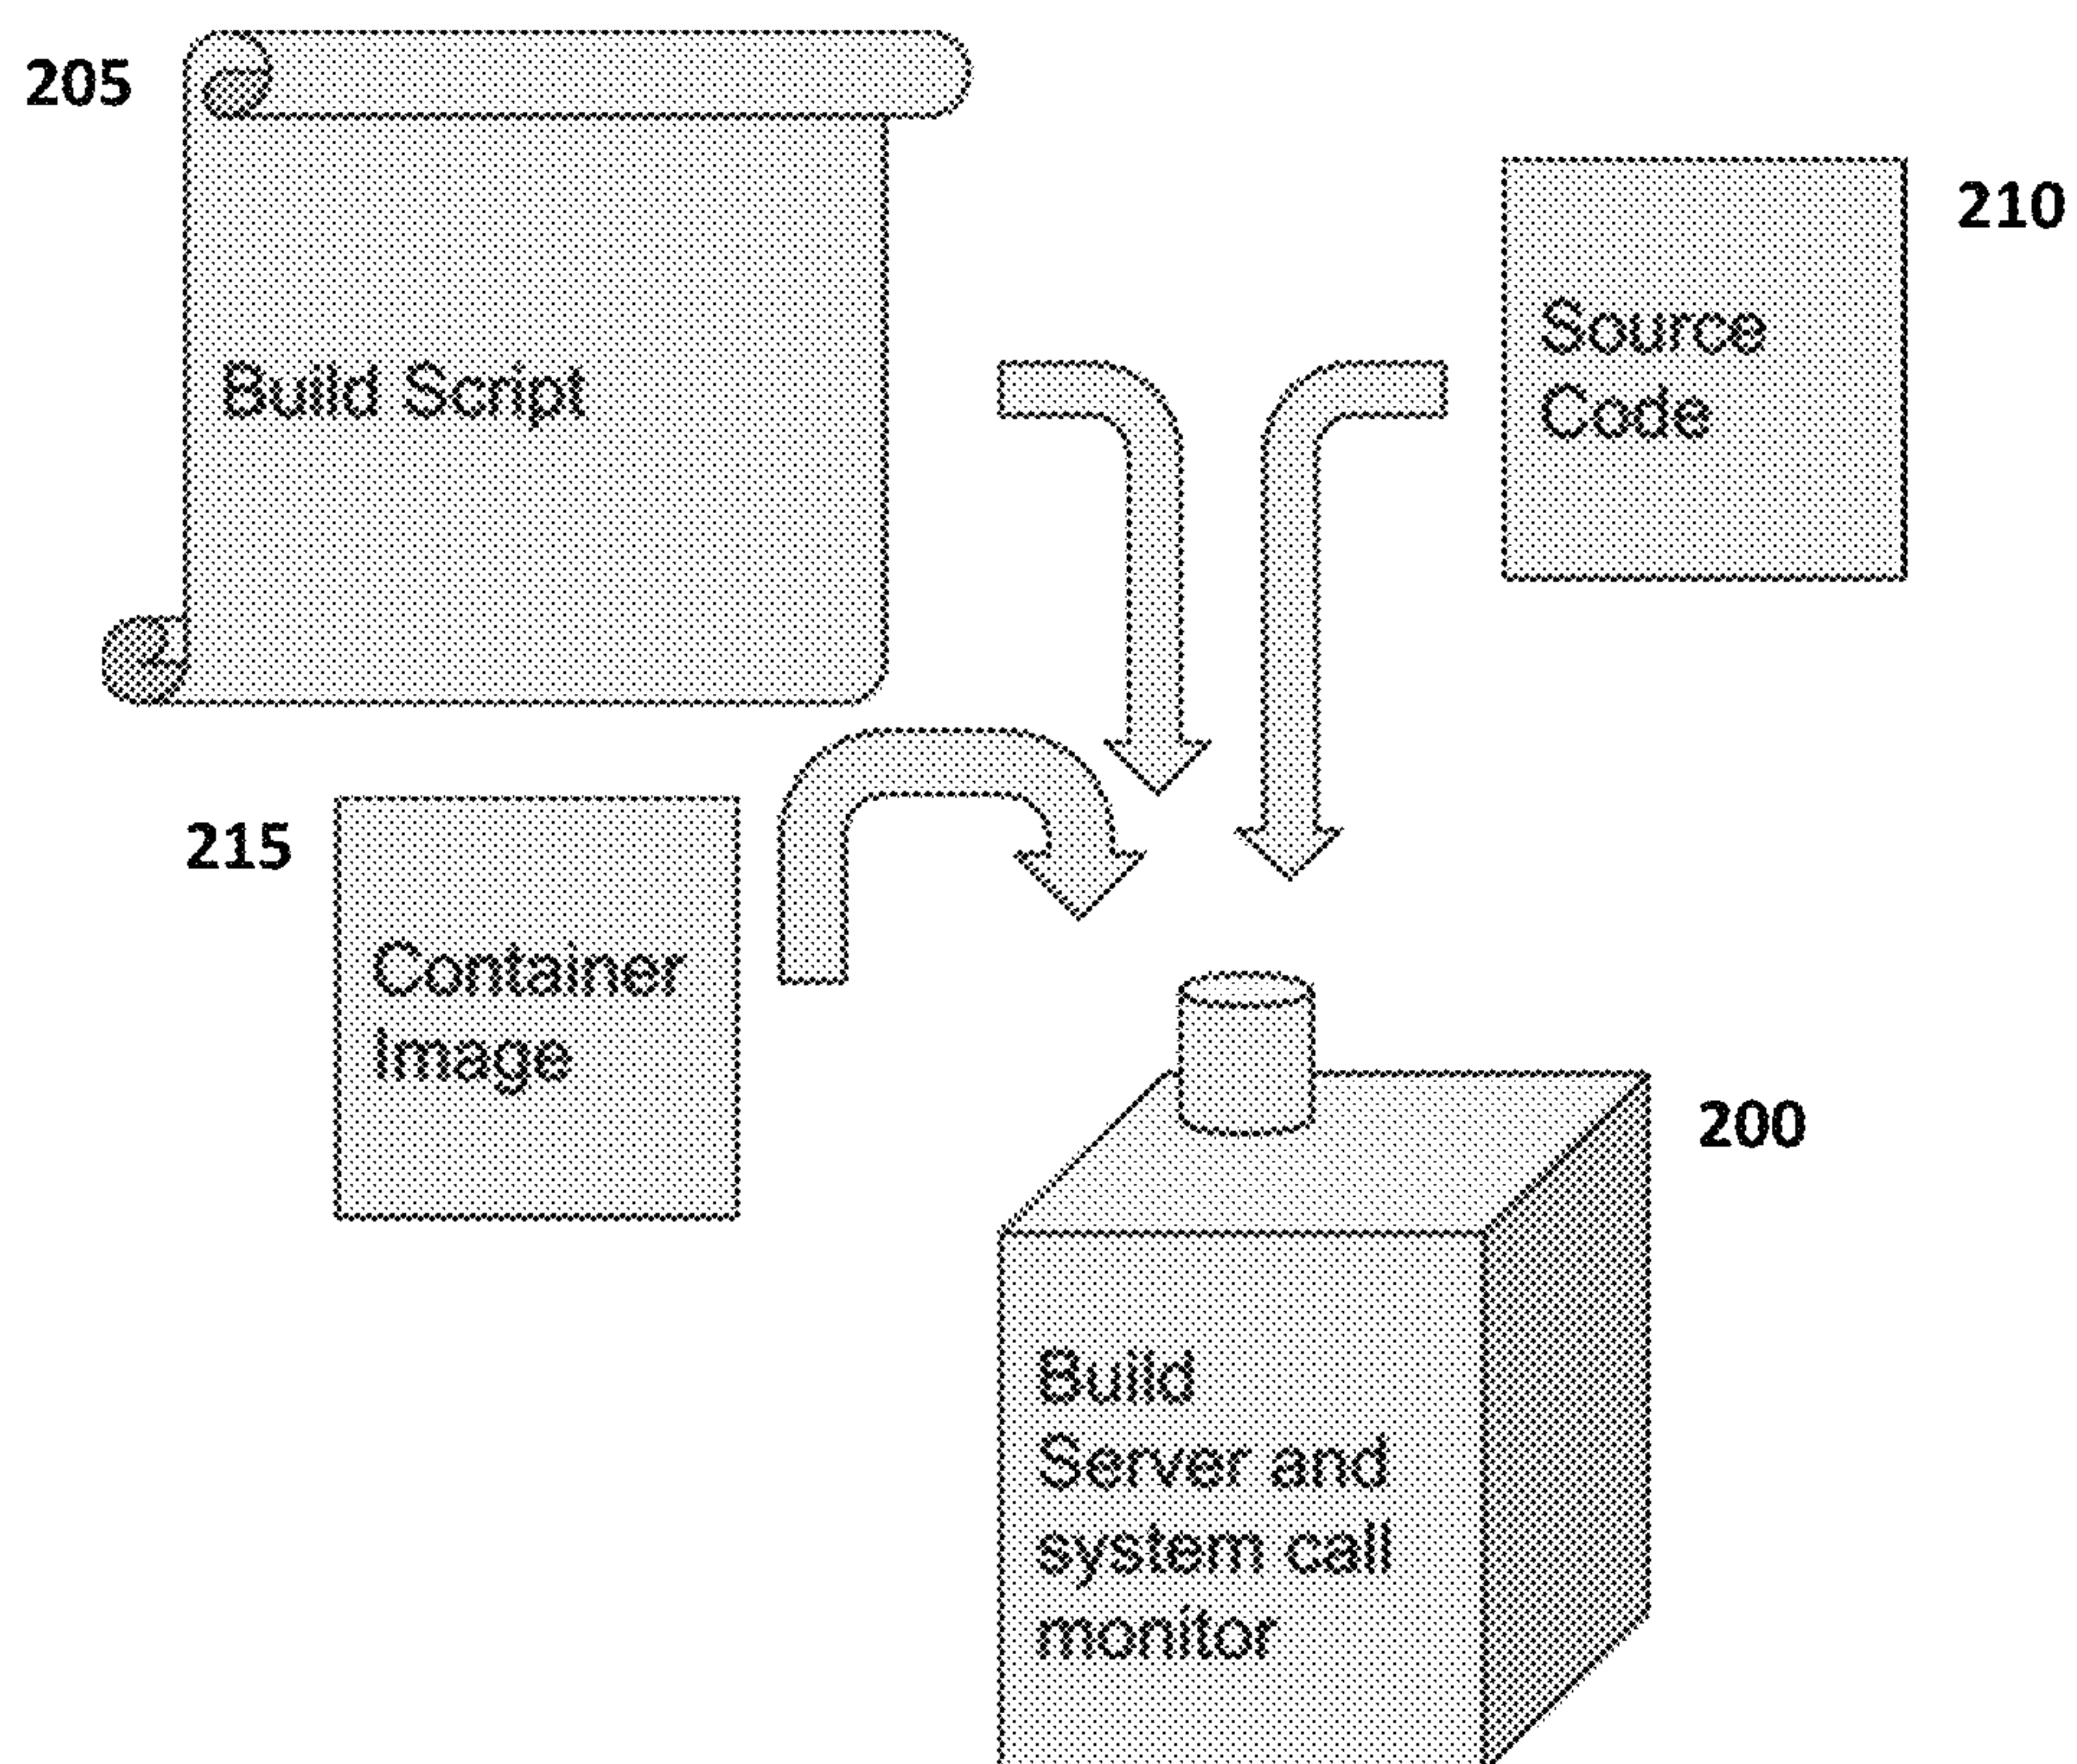 205
Build Script
210
Source
Code
215
Container
Image
200
Build
Server and
system call
monitor